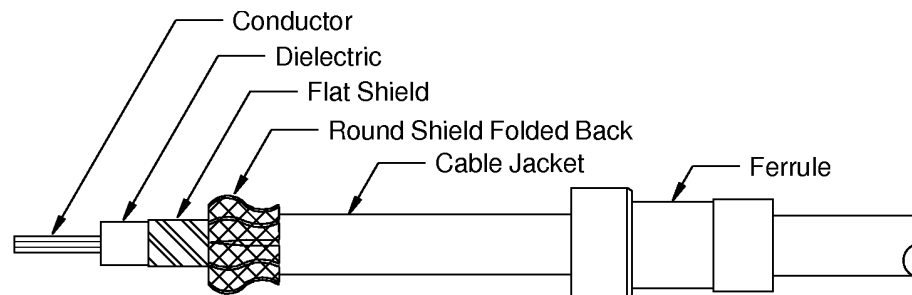 Conductor
Dielectric
Flat Shield
Round Shield Folded Back
Cable Jacket
Ferrule